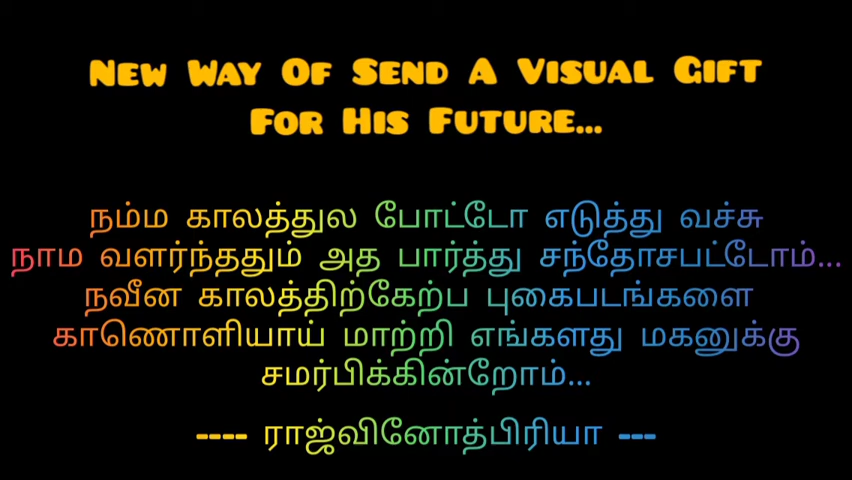 New Way Of Send A Visual Gift
For His Future...
நம்ம காலத்துல போட்டோ எடுத்து வச்சு
நாம வளர்ந்ததும் அத பார்த்து சந்தோசபட்டோம்...
நவீன காலத்திற்கேற்ப புகைபடங்களை
காணொளியாய் மாற்றி எங்களது மகனுக்கு
சமர்பிக்கின்றோம்...
---- ராஜ்வினோத்பிரியா ---